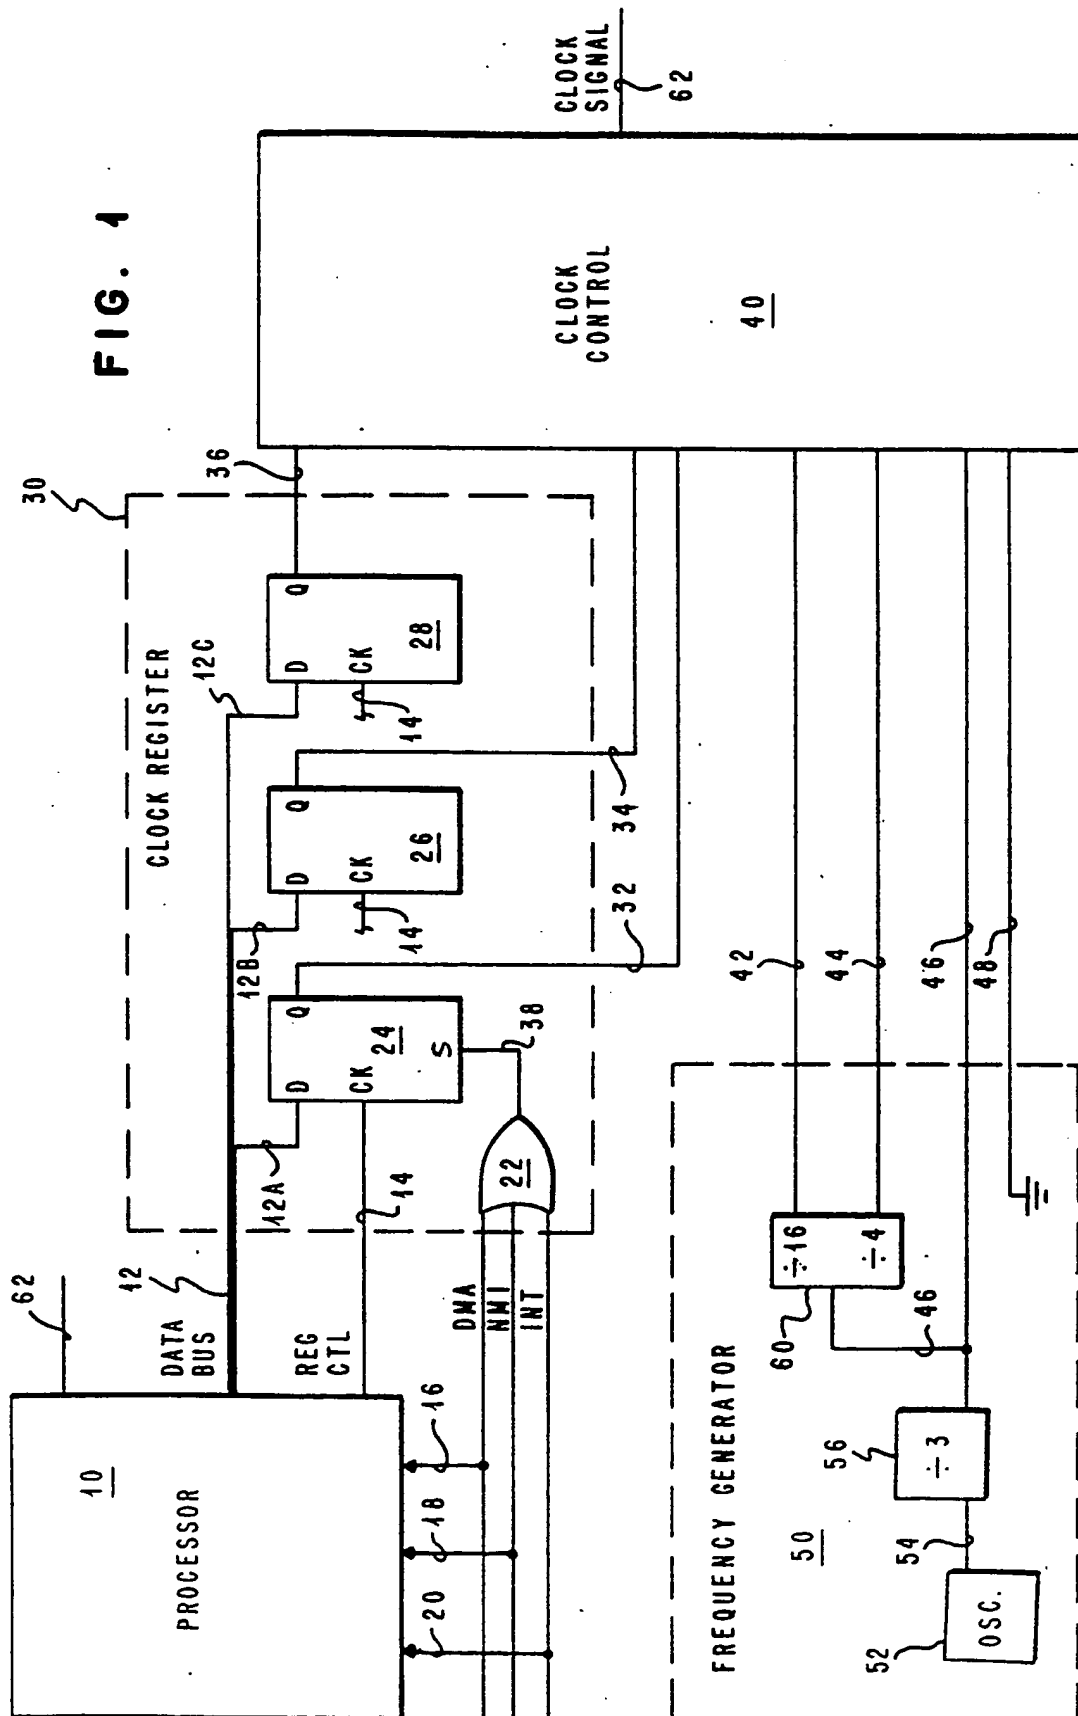 FIG. 1
10
PROCESSOR
62
DATA
BUS
12
REG
CTL
14
16
18
20
DMA
NMI
INT
CLOCK REGISTER
30
12A
12B
12C
D
Q
CK
24
S
D
Q
CK
26
14
D
Q
CK
28
14
22
38
36
34
32
CLOCK
CONTROL
40
CLOCK
SIGNAL
62
42
44
46
48
FREQUENCY GENERATOR
50
52
OSC.
54
56
÷3
46
60
÷16
÷4